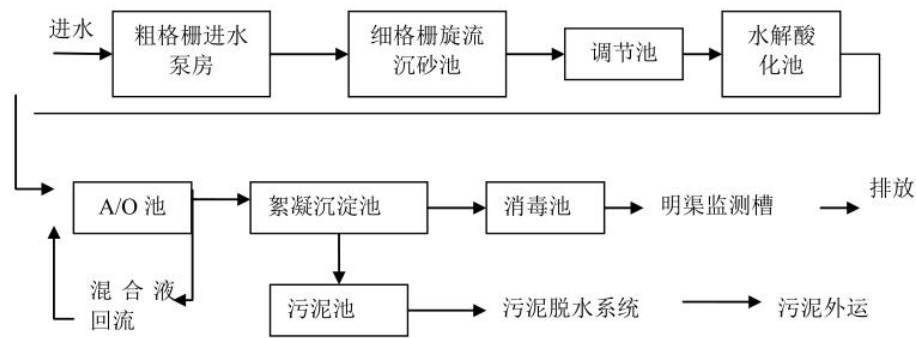 进水
粗格栅进水
泵房
细格栅旋流
沉砂池
调节池
水解酸
化池
A/O 池
絮凝沉淀池
消毒池
明渠监测槽
排放
混合液
回流
污泥池
污泥脱水系统
污泥外运